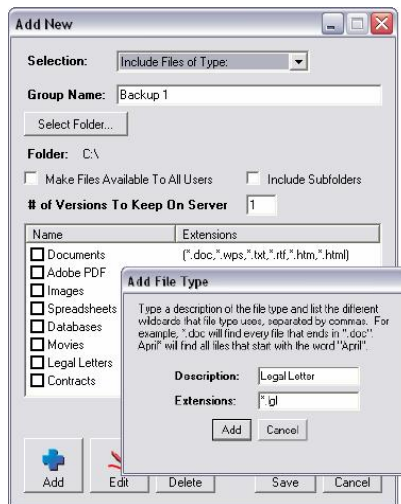 Add New
Selection: Include Files of Type:
Group Name: Backup 1
Select Folder...
Folder: C:\
Make Files Available To All Users Include Subfolders
# of Versions To Keep On Server 1
Name Extensions
Documents (*.doc,*.wps,*.txt,*.rtf,*.htm,*.html)
Adobe PDF
Images
Spreadsheets
Databases
Movies
Legal Letters
Contracts
Add File Type
Type a description of the file type and list the different
wildcards that file type uses, separated by commas. For
example, *.doc will find every file that ends in ".doc".
April* will find all files that start with the word "April".
Description: Legal Letter
Extensions: *.lgl
Add Cancel
Add Edit Delete Save Cancel